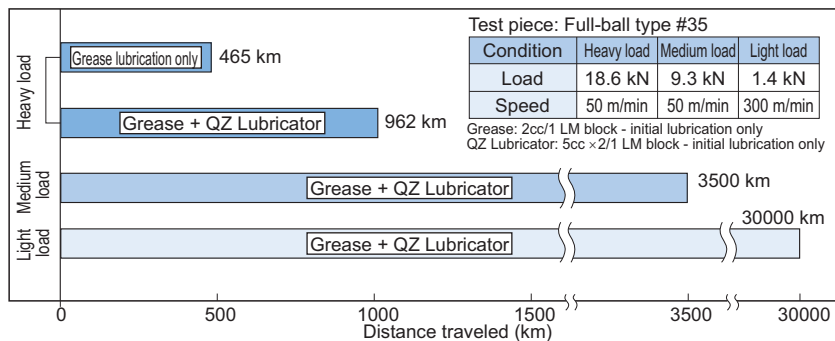 Test piece: Full-ball type #35
Condition Heavy load Medium load Light load
Load 18.6 kN 9.3 kN 1.4 kN
Speed 50 m/min 50 m/min 300 m/min
Grease: 2cc/1 LM block - initial lubrication only
QZ Lubricator: 5cc ×2/1 LM block - initial lubrication only
Heavy load
Grease lubrication only 465 km
Grease + QZ Lubricator 962 km
Medium
load
Grease + QZ Lubricator 3500 km
Light
load
Grease + QZ Lubricator 30000 km
0 500 1000 1500 3500 30000
Distance traveled (km)